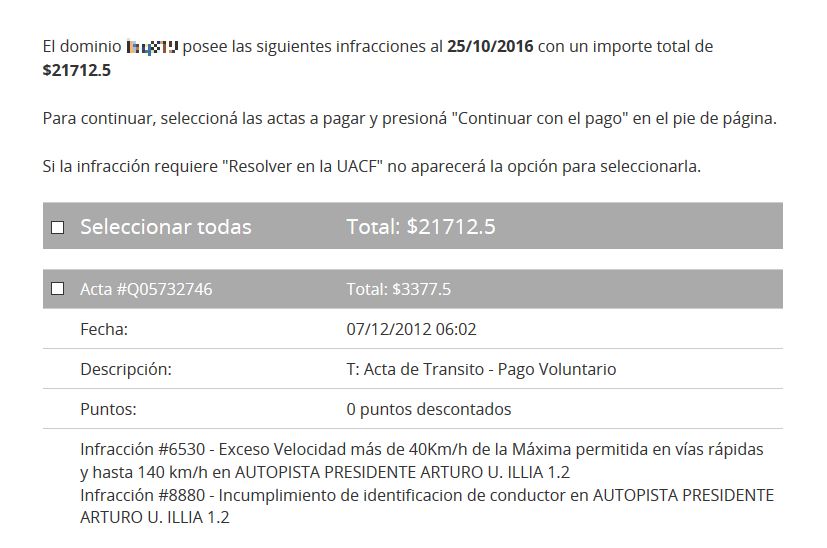 El dominio posee las siguientes infracciones al 25/10/2016 con un importe total de
$21712.5
Para continuar, seleccioná las actas a pagar y presioná "Continuar con el pago" en el pie de página.
Si la infracción requiere "Resolver en la UACF" no aparecerá la opción para seleccionarla.
Seleccionar todas Total: $21712.5
Acta #Q05732746 Total: $3377.5
Fecha: 07/12/2012 06:02
Descripción: T: Acta de Transito - Pago Voluntario
Puntos: 0 puntos descontados
Infracción #6530 - Exceso Velocidad más de 40Km/h de la Máxima permitida en vías rápidas
y hasta 140 km/h en AUTOPISTA PRESIDENTE ARTURO U. ILLIA 1.2
Infracción #8880 - Incumplimiento de identificacion de conductor en AUTOPISTA PRESIDENTE
ARTURO U. ILLIA 1.2